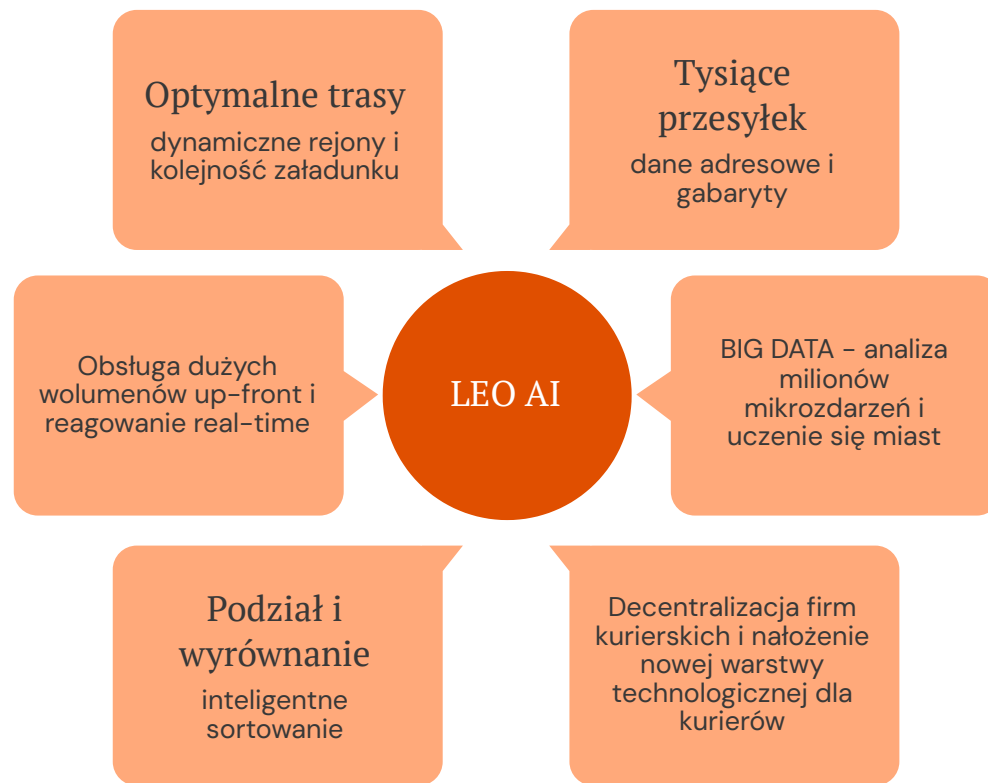 Optymalne trasy
dynamiczne rejony i
kolejność załadunku
Tysiące
przesyłek
dane adresowe i
gabaryty
Obsługa dużych
wolumenów up-front i
reagowanie real-time
LEO AI
BIG DATA – analiza
milionów
mikrozdarzeń i
uczenie się miast
Podział i
wyrównanie
inteligentne
sortowanie
Decentralizacja firm
kurierskich i nałożenie
nowej warstwy
technologicznej dla
kurierów